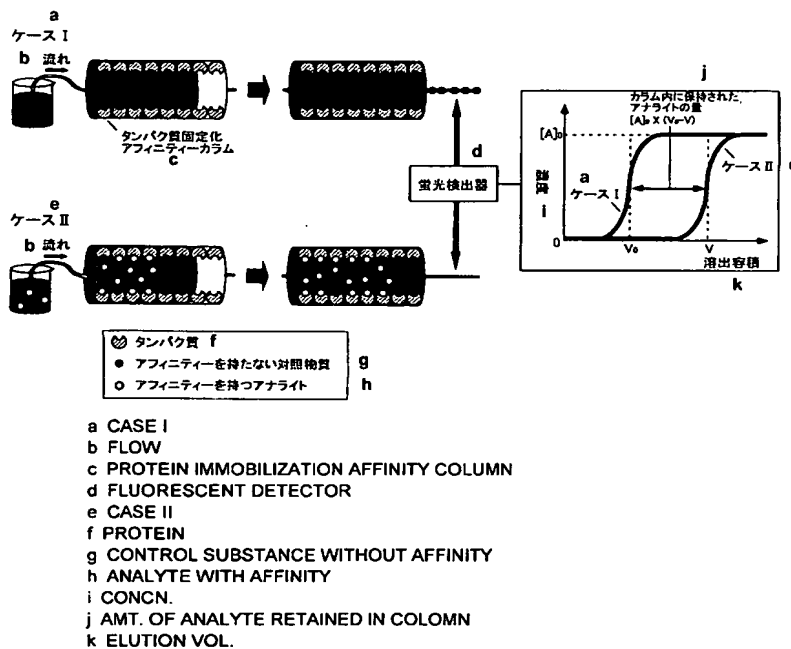 a
ケース I
b 流れ
タンパク質固定化
アフィニティーカラム
c
d
蛍光検出器
e
ケース II
b 流れ
j
カラム内に保持された
アナライトの量
[A]₀ X (V₀-V)
[A]₀
a
ケース I
ケース II
i
0
V₀
V
溶出容積
k
タンパク質 f
アフィニティーを持たない対照物質 g
アフィニティーを持つアナライト h
a CASE I
b FLOW
c PROTEIN IMMOBILIZATION AFFINITY COLUMN
d FLUORESCENT DETECTOR
e CASE II
f PROTEIN
g CONTROL SUBSTANCE WITHOUT AFFINITY
h ANALYTE WITH AFFINITY
i CONCN.
j AMT. OF ANALYTE RETAINED IN COLOMN
k ELUTION VOL.